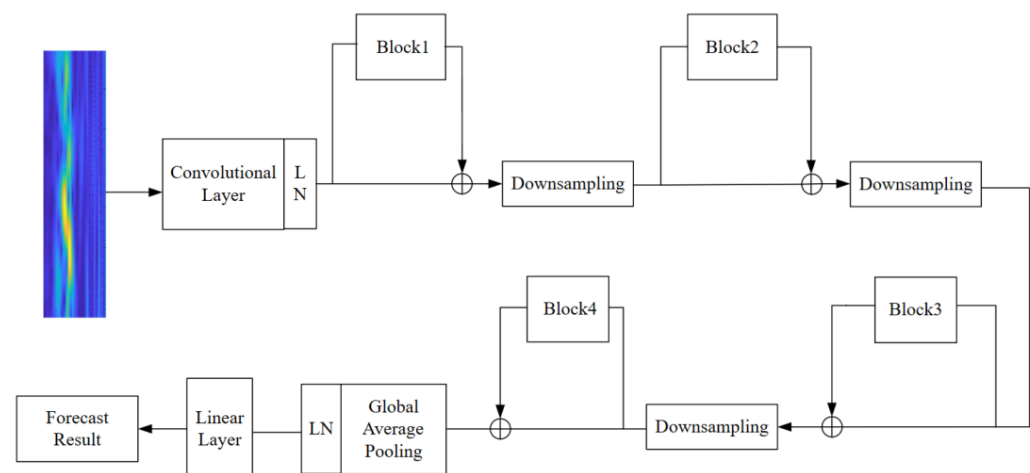 Block1
Block2
Convolutional
Layer
L
N
Downsampling
Downsampling
Block4
Block3
Forecast
Result
Linear
Layer
LN
Global
Average
Pooling
Downsampling